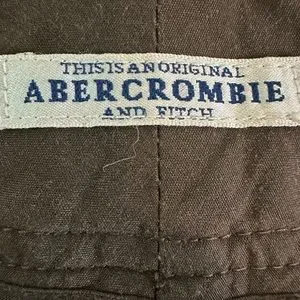 THIS IS AN ORIGINAL
ABERCROMBIE
AND FITCH